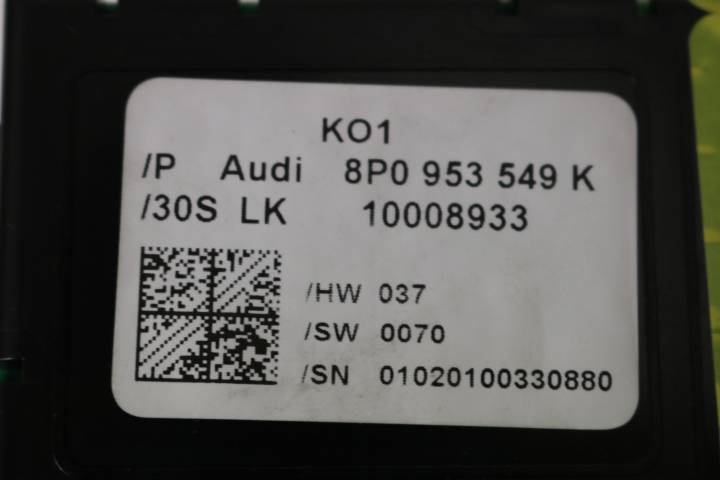 KO1
/P Audi 8P0 953 549 K
/30S LK 10008933
/HW 037
/SW 0070
/SN 01020100330880